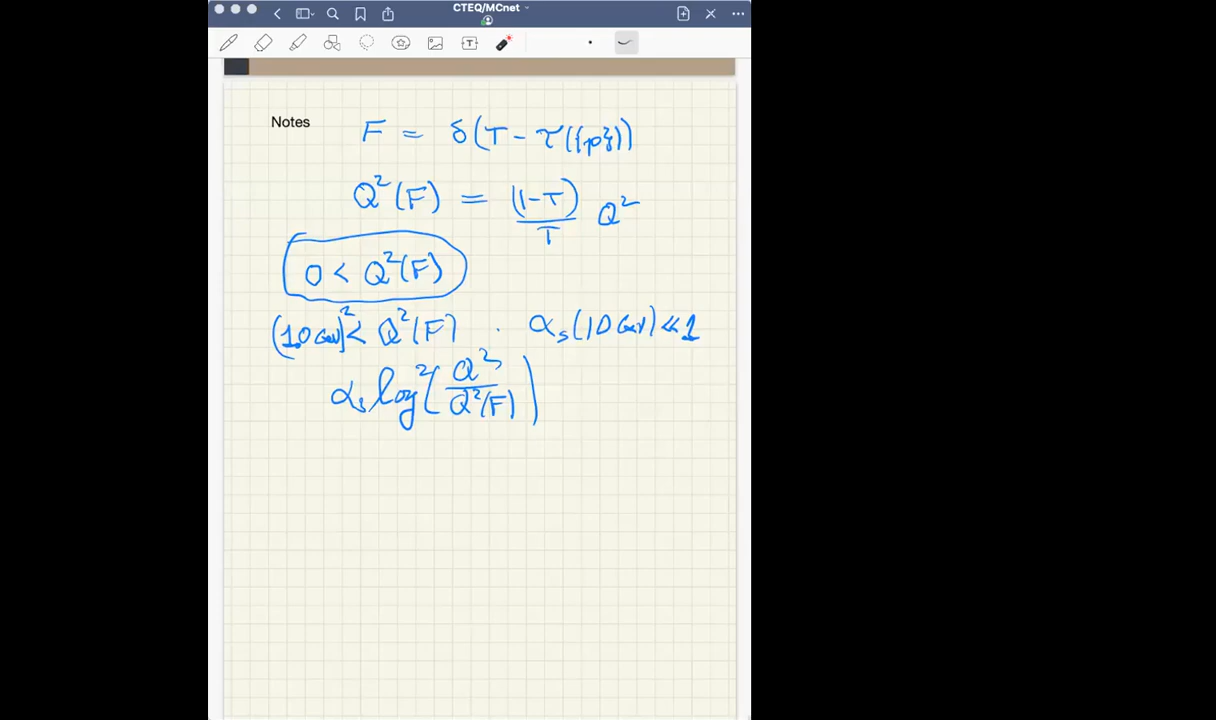 CTEQ/MCnet
Notes
F = δ(T - τ({p}))
Q²(F) = (1-T)/T Q²
0 < Q²(F)
(10 GeV)² < Q²(F) . αs(10 GeV) ≪ 1
αs log²(Q²/Q²(F))